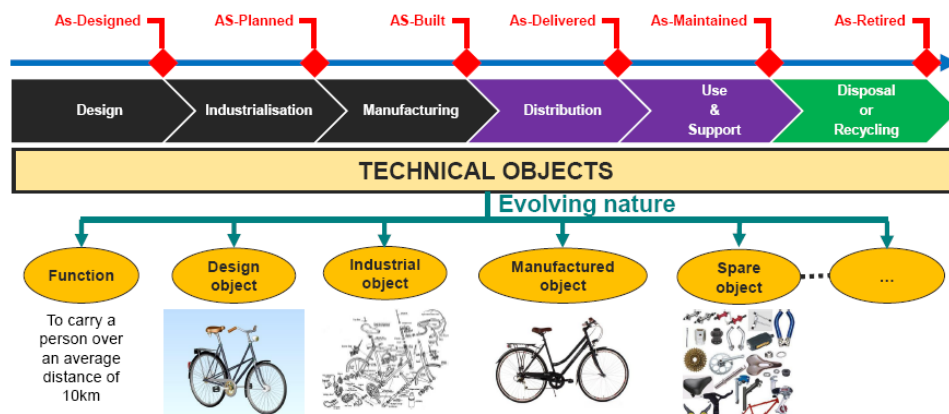 As-Designed
AS-Planned
AS-Built
As-Delivered
As-Maintained
As-Retired
Design
Industrialisation
Manufacturing
Distribution
Use
&
Support
Disposal
or
Recycling
TECHNICAL OBJECTS
Evolving nature
Function
Design
object
Industrial
object
Manufactured
object
Spare
object
...
To carry a
person over
an average
distance of
10km